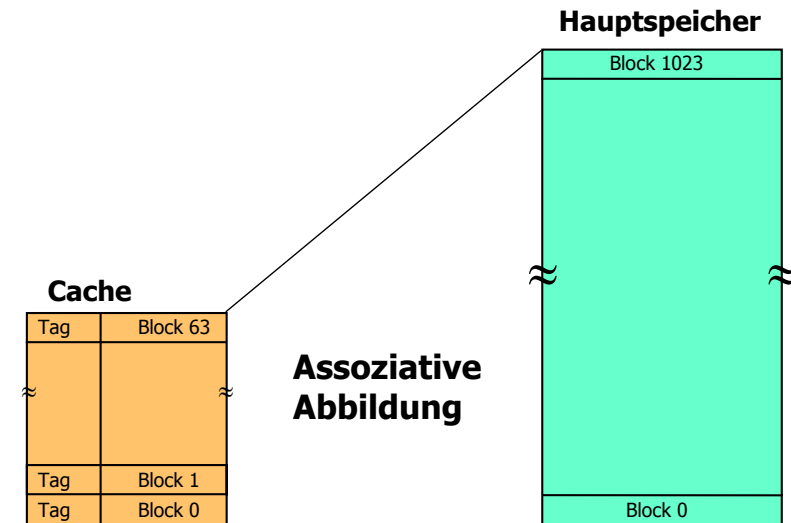 Hauptspeicher
Block 1023
Cache
Tag Block 63
Assoziative
Abbildung
Tag Block 1
Tag Block 0
Block 0